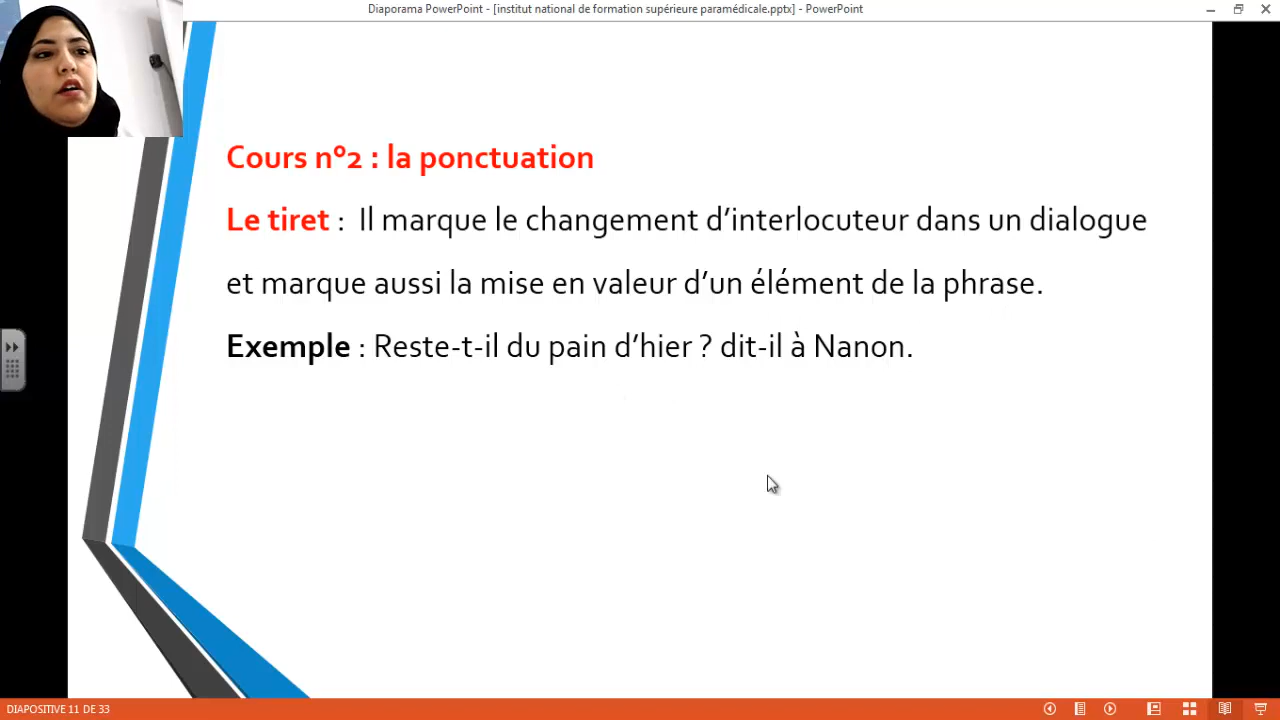 Diaporama PowerPoint - [institut national de formation supérieure paramédicale.pptx] - PowerPoint
Cours n°2 : la ponctuation
Le tiret : Il marque le changement d’interlocuteur dans un dialogue
et marque aussi la mise en valeur d’un élément de la phrase.
Exemple : Reste-t-il du pain d’hier ? dit-il à Nanon.
DIAPOSITIVE 11 DE 33